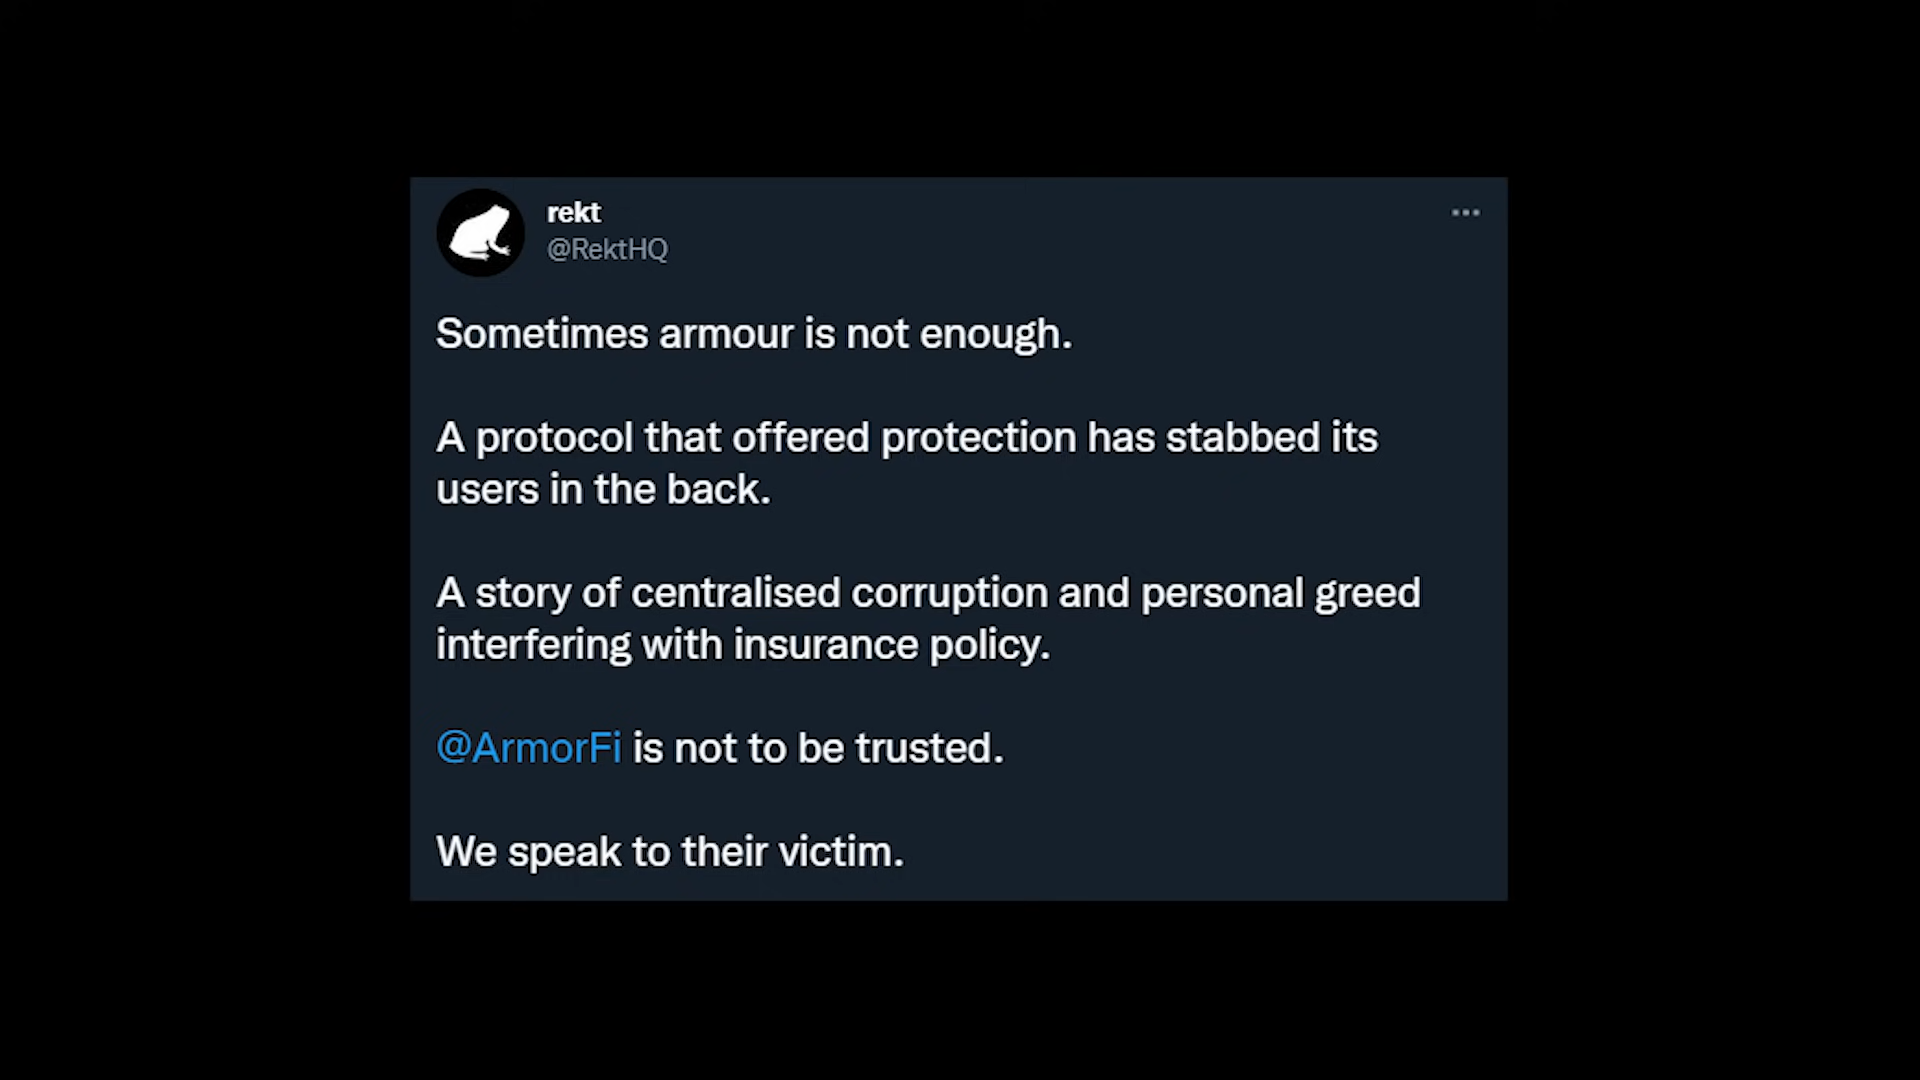 rekt
@RektHQ
Sometimes armour is not enough.
A protocol that offered protection has stabbed its
users in the back.
A story of centralised corruption and personal greed
interfering with insurance policy.
@ArmorFi is not to be trusted.
We speak to their victim.